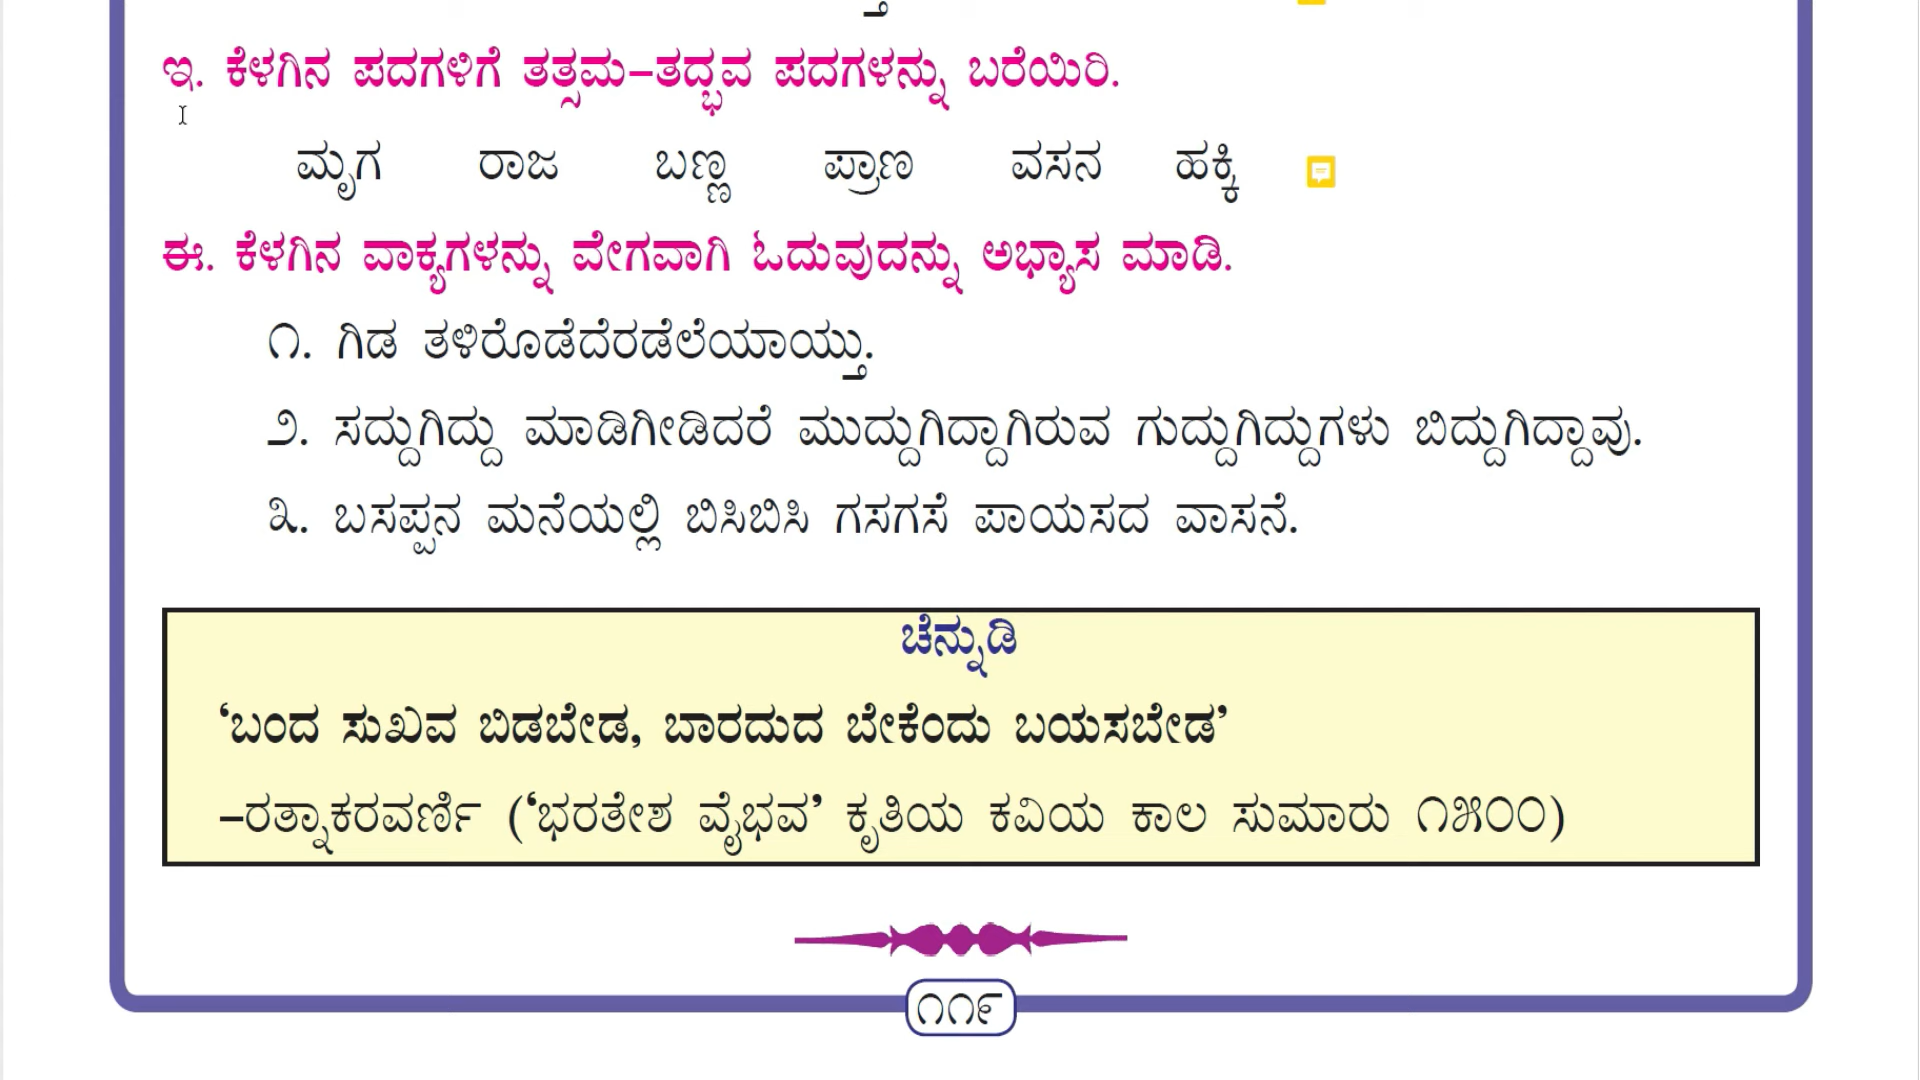 ಇ. ಕೆಳಗಿನ ಪದಗಳಿಗೆ ತತ್ಸಮ–ತದ್ಭವ ಪದಗಳನ್ನು ಬರೆಯಿರಿ.
ಮೃಗ ರಾಜ ಬಣ್ಣ ಪ್ರಾಣ ವಸನ ಹಕ್ಕಿ
ಈ. ಕೆಳಗಿನ ವಾಕ್ಯಗಳನ್ನು ವೇಗವಾಗಿ ಓದುವುದನ್ನು ಅಭ್ಯಾಸ ಮಾಡಿ.
೧. ಗಿಡ ತಳಿರೊಡೆದೆರಡೆಲೆಯಾಯ್ತು.
೨. ಸದ್ದುಗಿದ್ದು ಮಾಡಿಗೀಡಿದರೆ ಮುದ್ದುಗಿದ್ದಾಗಿರುವ ಗುದ್ದುಗಿದ್ದುಗಳು ಬಿದ್ದುಗಿದ್ದಾವು.
೩. ಬಸಪ್ಪನ ಮನೆಯಲ್ಲಿ ಬಿಸಿಬಿಸಿ ಗಸಗಸೆ ಪಾಯಸದ ವಾಸನೆ.
ಚೆನ್ನುಡಿ
‘ಬಂದ ಸುಖವ ಬಿಡಬೇಡ, ಬಾರದುದ ಬೇಕೆಂದು ಬಯಸಬೇಡ’
–ರತ್ನಾಕರವರ್ಣಿ (‘ಭರತೇಶ ವೈಭವ’ ಕೃತಿಯ ಕವಿಯ ಕಾಲ ಸುಮಾರು ೧೫೦೦)
೧೧೯